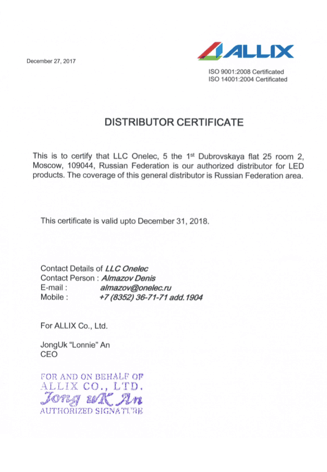 ALLIX
December 27, 2017
ISO 9001:2008 Certificated
ISO 14001:2004 Certificated
DISTRIBUTOR CERTIFICATE
This is to certify that LLC Onelec, 5 the 1st Dubrovskaya flat 25 room 2,
Moscow, 109044, Russian Federation is our authorized distributor for LED
products. The coverage of this general distributor is Russian Federation area.
This certificate is valid upto December 31, 2018.
Contact Details of LLC Onelec
Contact Person : Almazov Denis
E-mail : almazov@onelec.ru
Mobile : +7 (8352) 36-71-71 add.1904
For ALLIX Co., Ltd.
JongUk "Lonnie" An
CEO
FOR AND ON BEHALF OF
ALLIX CO., LTD.
Jong uK An
AUTHORIZED SIGNATURE